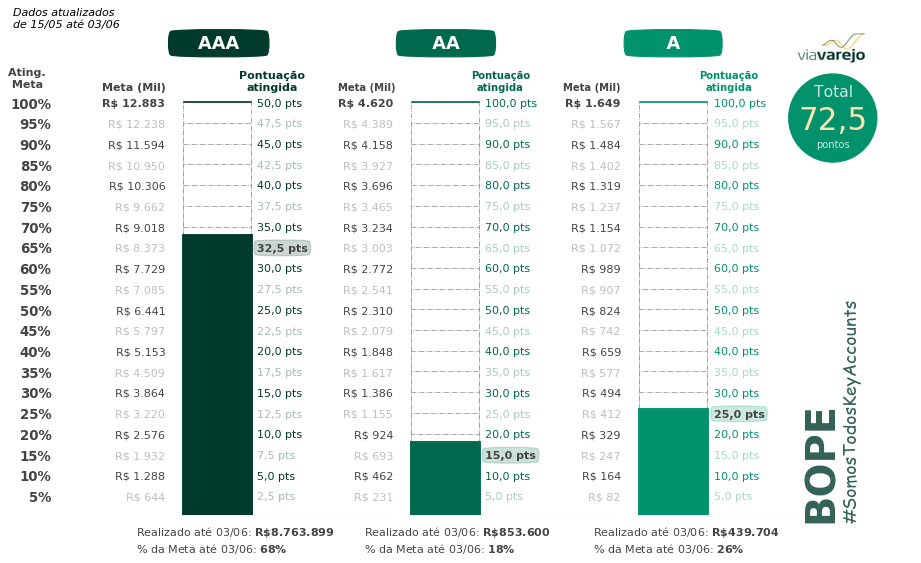 Dados atualizados
de 15/05 até 03/06
AAA
AA
A
viavarejo
Ating.
Meta
Meta (Mil)
Pontuação
atingida
Meta (Mil)
Pontuação
atingida
Meta (Mil)
Pontuação
atingida
Total
72,5
pontos
100% R$ 12.883 50,0 pts R$ 4.620 100,0 pts R$ 1.649 100,0 pts
95% R$ 12.238 47,5 pts R$ 4.389 95,0 pts R$ 1.567 95,0 pts
90% R$ 11.594 45,0 pts R$ 4.158 90,0 pts R$ 1.484 90,0 pts
85% R$ 10.950 42,5 pts R$ 3.927 85,0 pts R$ 1.402 85,0 pts
80% R$ 10.306 40,0 pts R$ 3.696 80,0 pts R$ 1.319 80,0 pts
75% R$ 9.662 37,5 pts R$ 3.465 75,0 pts R$ 1.237 75,0 pts
70% R$ 9.018 35,0 pts R$ 3.234 70,0 pts R$ 1.154 70,0 pts
65% R$ 8.373 32,5 pts R$ 3.003 65,0 pts R$ 1.072 65,0 pts
60% R$ 7.729 30,0 pts R$ 2.772 60,0 pts R$ 989 60,0 pts
55% R$ 7.085 27,5 pts R$ 2.541 55,0 pts R$ 907 55,0 pts
50% R$ 6.441 25,0 pts R$ 2.310 50,0 pts R$ 824 50,0 pts
45% R$ 5.797 22,5 pts R$ 2.079 45,0 pts R$ 742 45,0 pts
40% R$ 5.153 20,0 pts R$ 1.848 40,0 pts R$ 659 40,0 pts
35% R$ 4.509 17,5 pts R$ 1.617 35,0 pts R$ 577 35,0 pts
30% R$ 3.864 15,0 pts R$ 1.386 30,0 pts R$ 494 30,0 pts
25% R$ 3.220 12,5 pts R$ 1.155 25,0 pts R$ 412 25,0 pts
20% R$ 2.576 10,0 pts R$ 924 20,0 pts R$ 329 20,0 pts
15% R$ 1.932 7,5 pts R$ 693 15,0 pts R$ 247 15,0 pts
10% R$ 1.288 5,0 pts R$ 462 10,0 pts R$ 164 10,0 pts
5% R$ 644 2,5 pts R$ 231 5,0 pts R$ 82 5,0 pts
BOPE
#SomosTodosKeyAccounts
Realizado até 03/06: R$8.763.899
% da Meta até 03/06: 68%
Realizado até 03/06: R$853.600
% da Meta até 03/06: 18%
Realizado até 03/06: R$439.704
% da Meta até 03/06: 26%